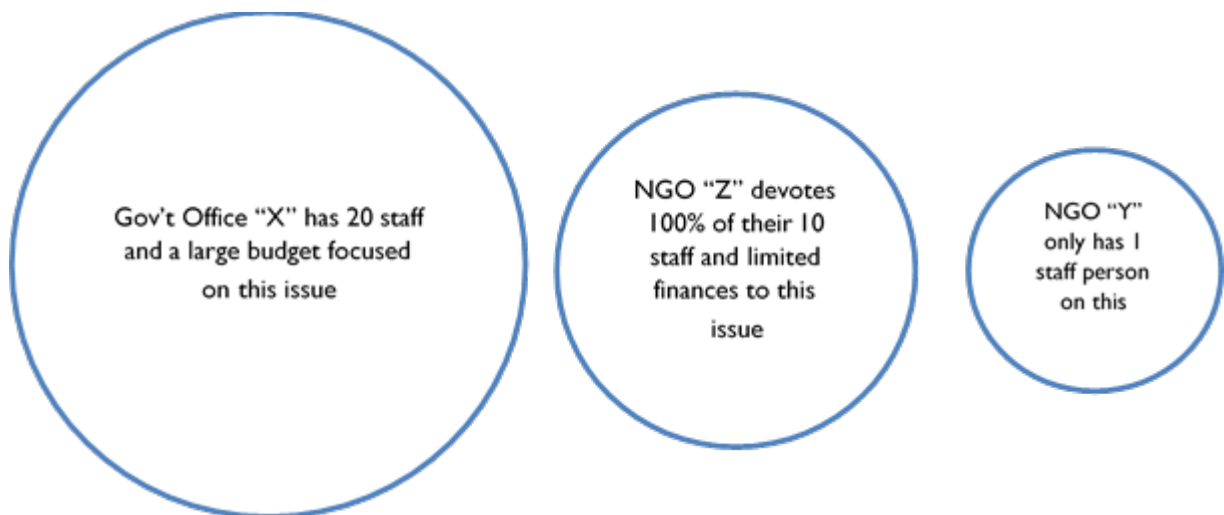 Gov't Office “X” has 20 staff
and a large budget focused
on this issue
NGO “Z” devotes
100% of their 10
staff and limited
finances to this
issue
NGO “Y”
only has 1
staff person
on this